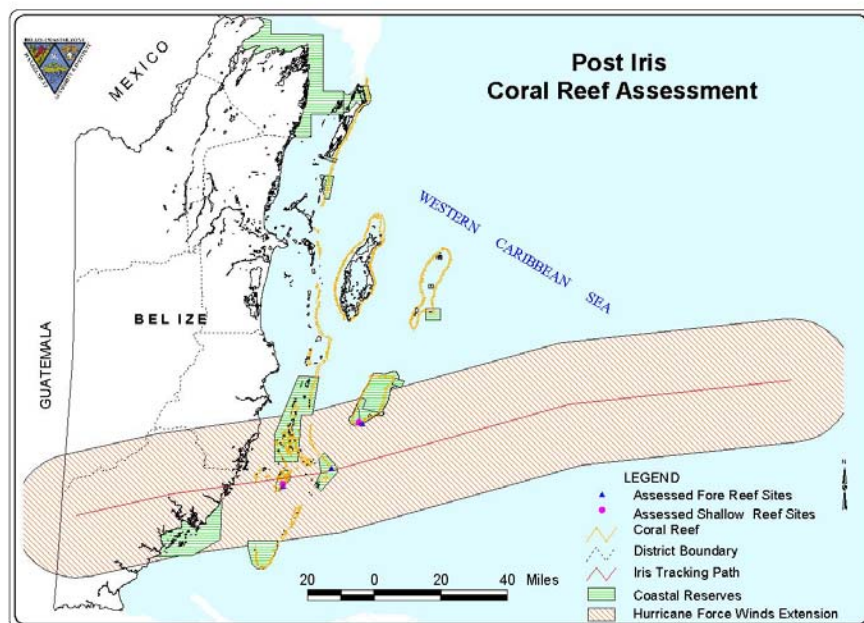 Post Iris
Coral Reef Assessment
MEXICO
WESTERN CARIBBEAN SEA
BELIZE
GUATEMALA
N
LEGEND
Assessed Fore Reef Sites
Assessed Shallow Reef Sites
Coral Reef
District Boundary
Iris Tracking Path
Coastal Reserves
Hurricane Force Winds Extension
20 0 20 40 Miles